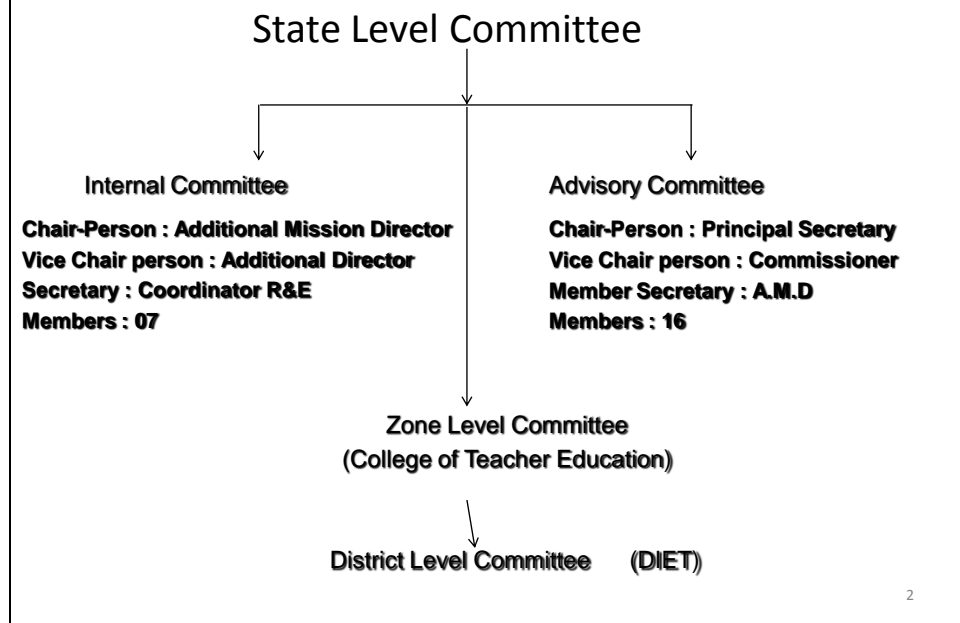 State Level Committee
Internal Committee
Chair-Person : Additional Mission Director
Vice Chair person : Additional Director
Secretary : Coordinator R&E
Members : 07
Advisory Committee
Chair-Person : Principal Secretary
Vice Chair person : Commissioner
Member Secretary : A.M.D
Members : 16
Zone Level Committee
(College of Teacher Education)
District Level Committee (DIET)
2